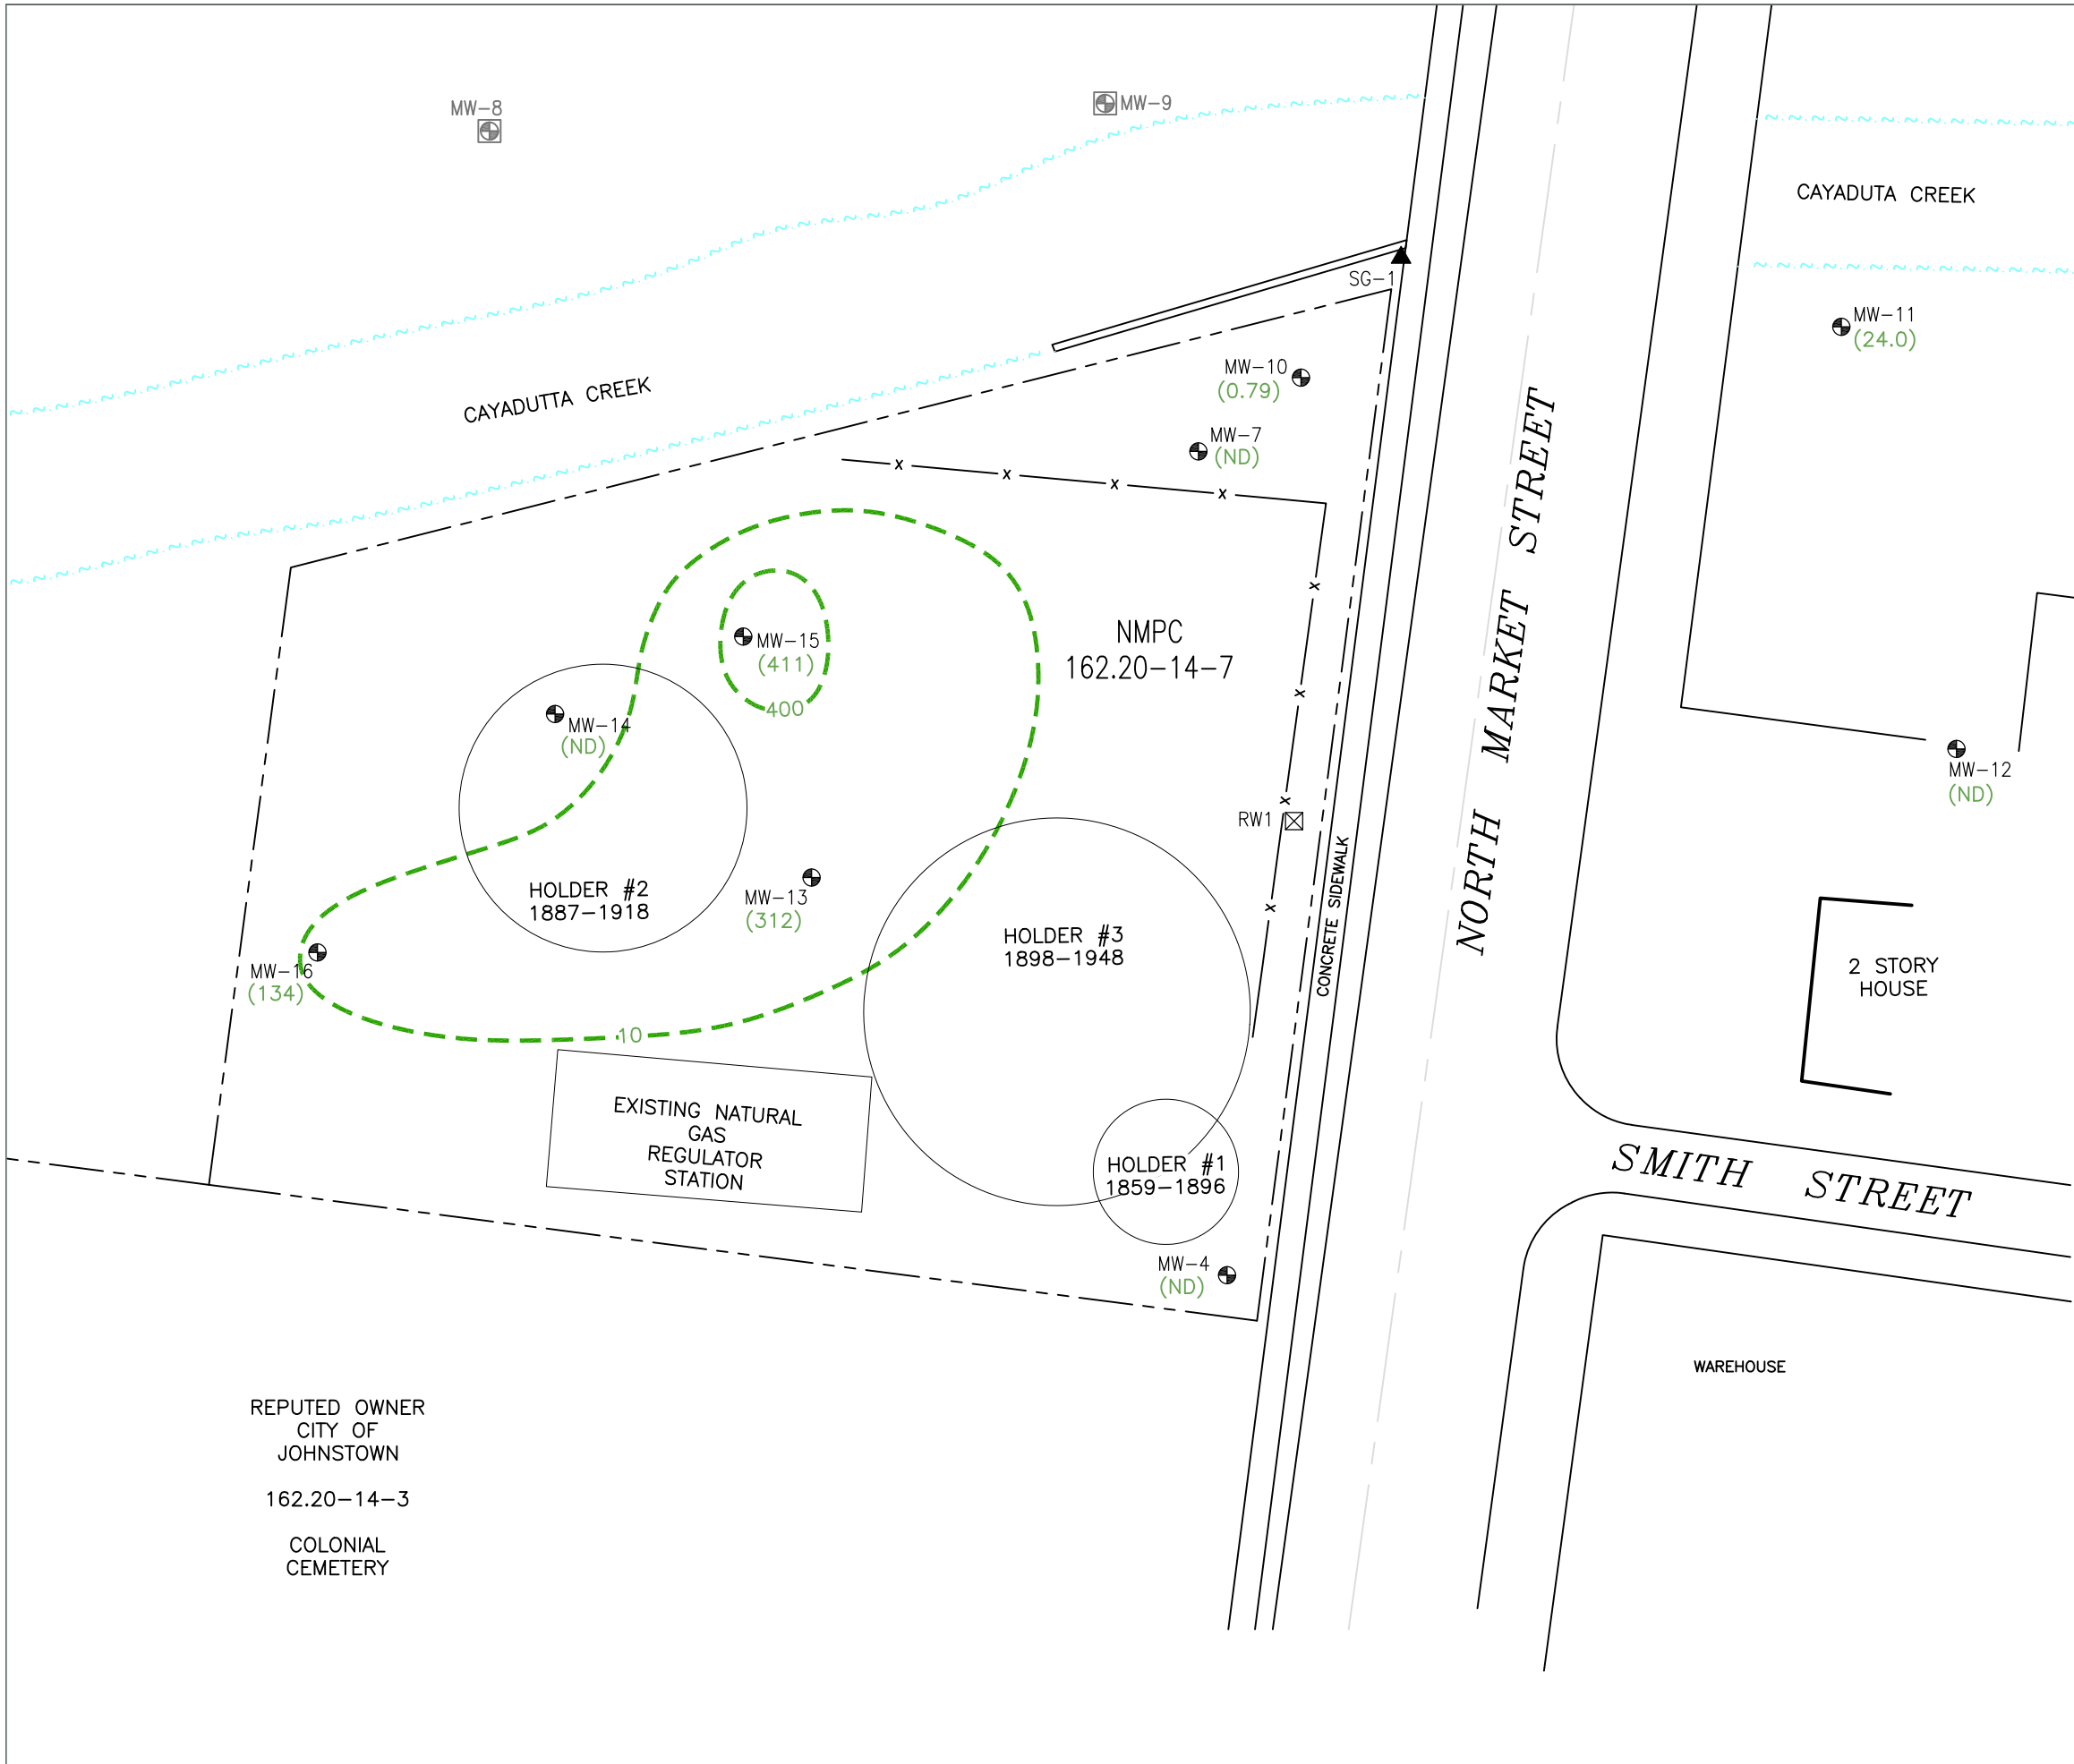 MW-8
MW-9
CAYADUTA CREEK
SG-1
MW-11
(24.0)
MW-10
(0.79)
CAYADUTTA CREEK
MW-7
(ND)
NORTH MARKET STREET
MW-15
(411)
400
NMPC
162.20-14-7
MW-14
(ND)
MW-12
(ND)
RW1
CONCRETE SIDEWALK
HOLDER #2
1887-1918
MW-13
(312)
HOLDER #3
1898-1948
MW-16
(134)
2 STORY
HOUSE
10
EXISTING NATURAL
GAS
REGULATOR
STATION
HOLDER #1
1859-1896
SMITH STREET
MW-4
(ND)
WAREHOUSE
REPUTED OWNER
CITY OF
JOHNSTOWN
162.20-14-3
COLONIAL
CEMETERY